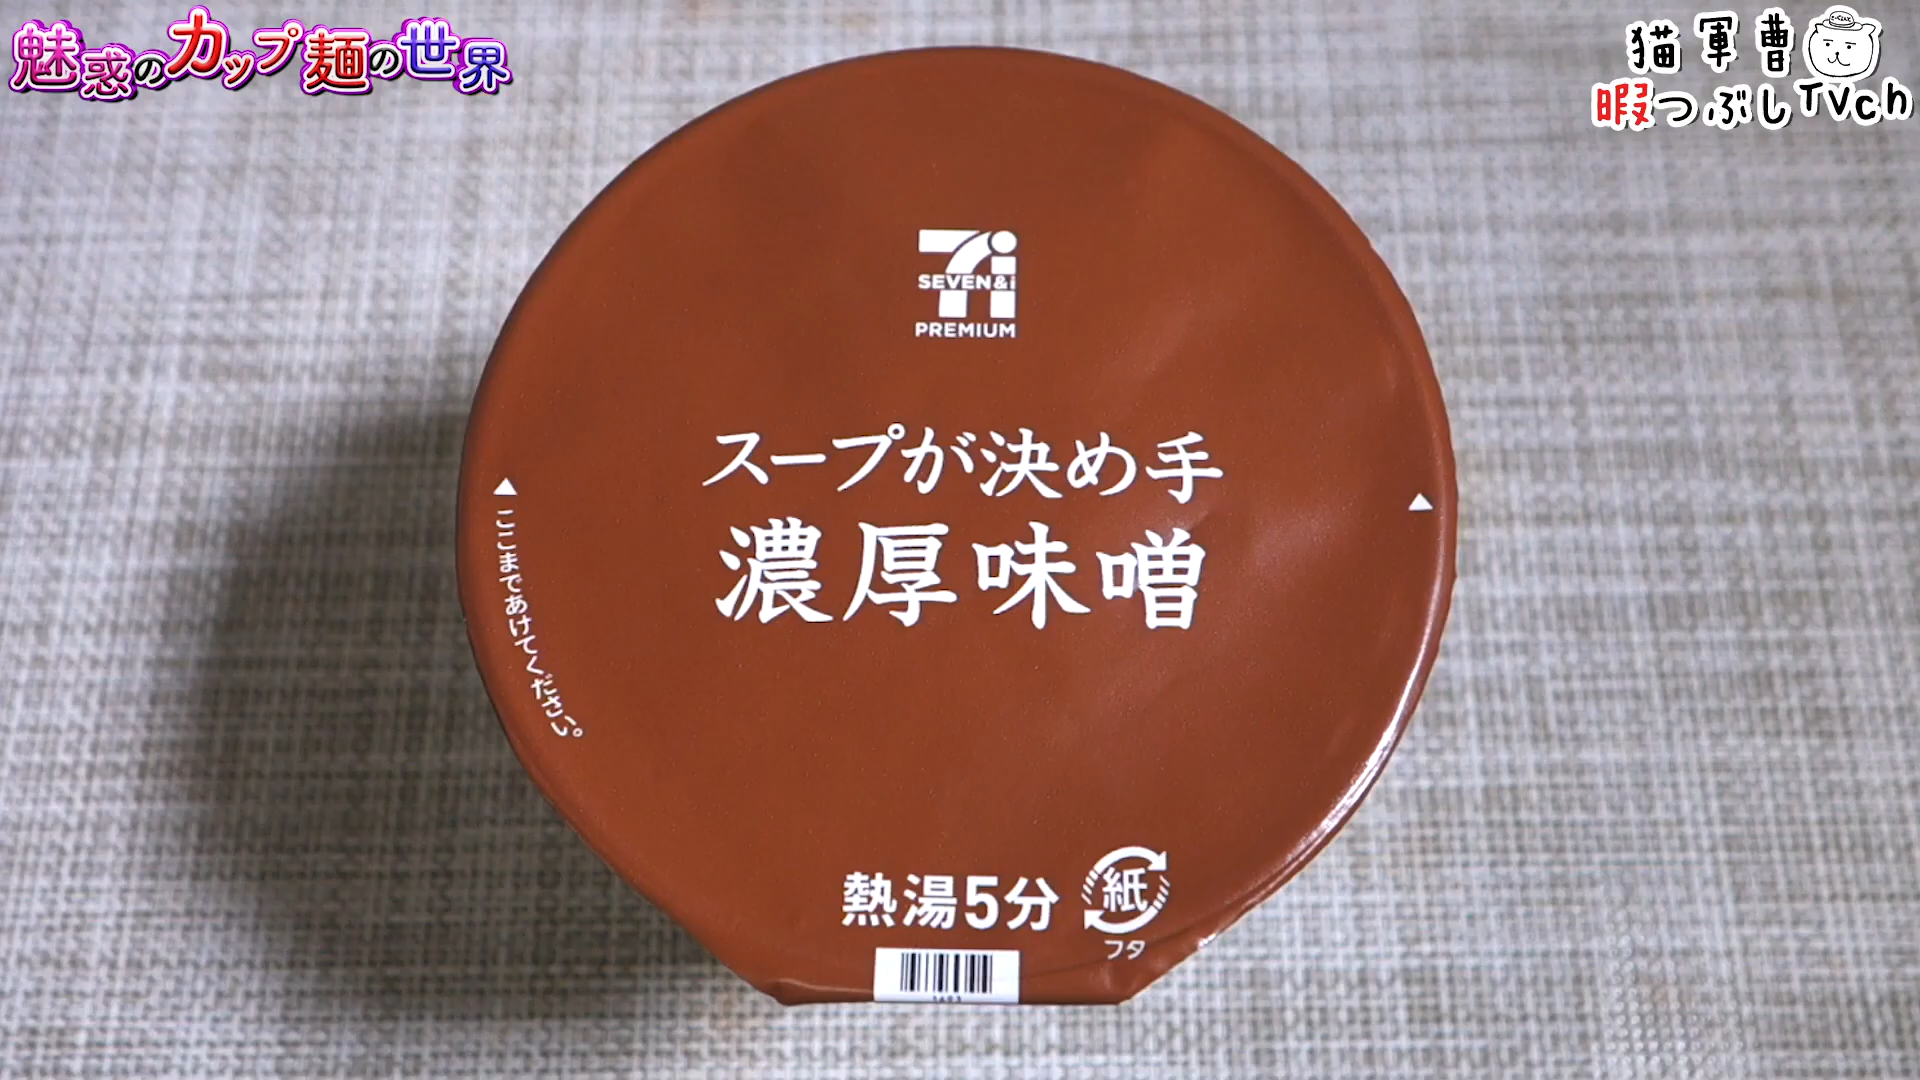 魅惑のカップ麺の世界
猫軍曹
暇つぶしTVch
SEVEN&i
PREMIUM
スープが決め手
濃厚味噌
ここまであけてください。
熱湯5分
紙
フタ